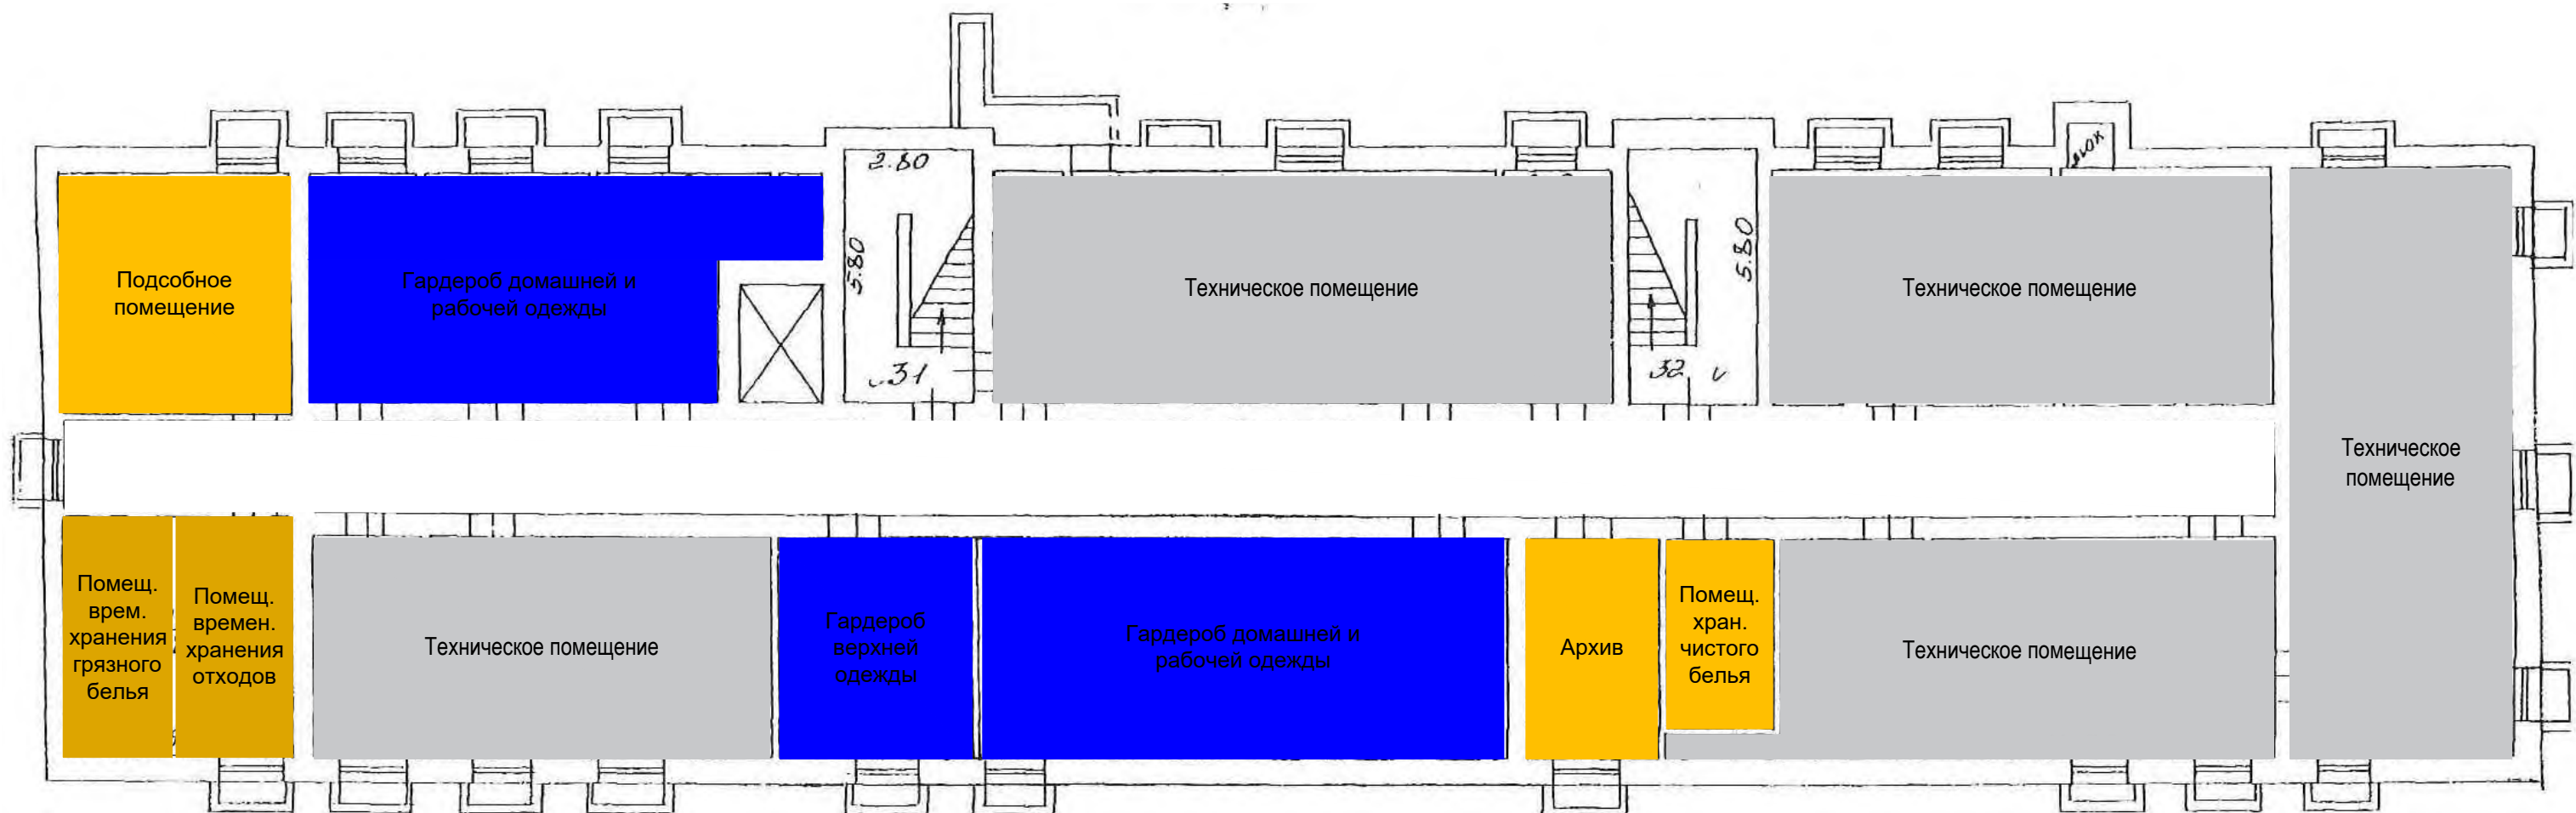 2.80
5.80
31
5.80
32
люк
Подсобное
помещение
Гардероб домашней и
рабочей одежды
Техническое помещение
Техническое помещение
Техническое
помещение
Помещ.
врем.
хранения
грязного
белья
Помещ.
времен.
хранения
отходов
Техническое помещение
Гардероб
верхней
одежды
Гардероб домашней и
рабочей одежды
Архив
Помещ.
хран.
чистого
белья
Техническое помещение